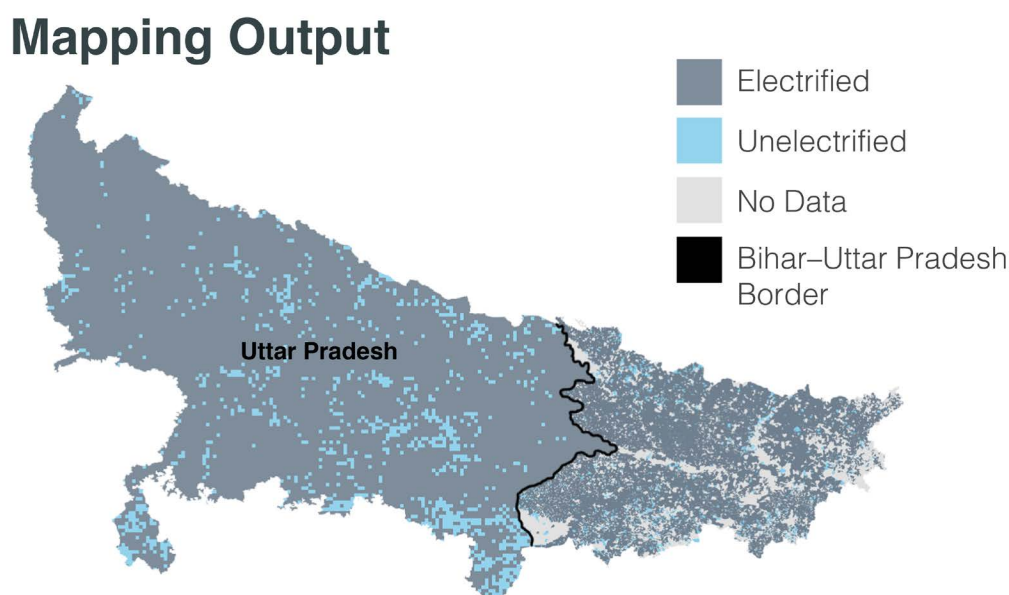 Mapping Output
Electrified
Unelectrified
No Data
Bihar–Uttar Pradesh
Border
Uttar Pradesh